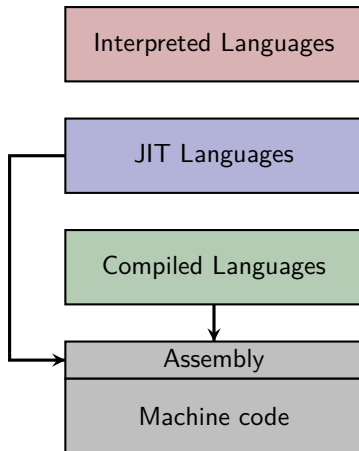 Interpreted Languages
JIT Languages
Compiled Languages
Assembly
Machine code